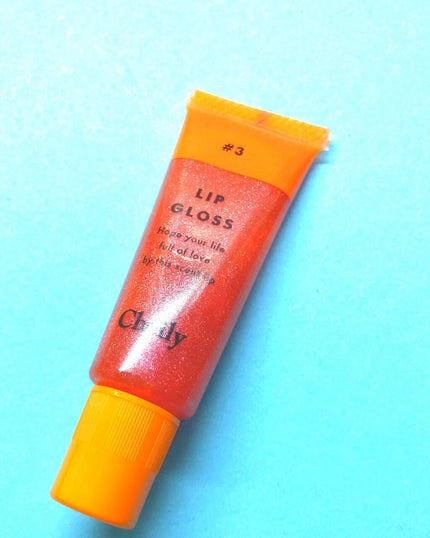 #3
LIP
GLOSS
Hope your life
full of love
by this scent lip